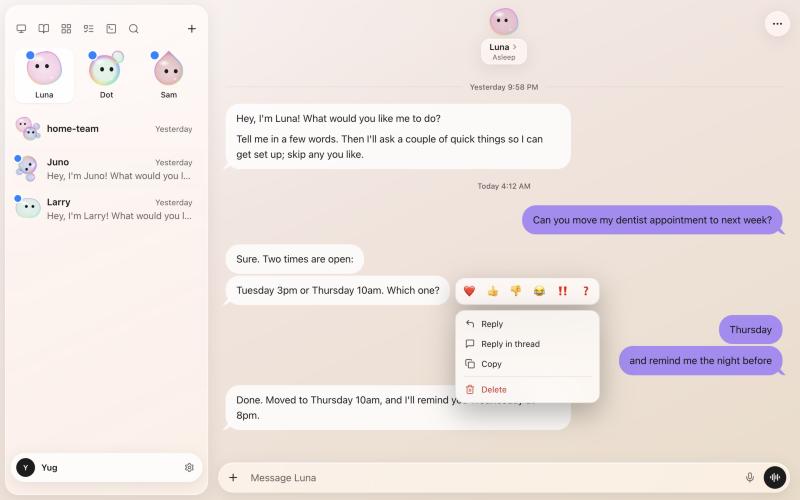 Luna
Dot
Sam
home-team
Yesterday
Juno
Yesterday
Hey, I'm Juno! What would you l...
Larry
Yesterday
Hey, I'm Larry! What would you l...
Y
Yug
Luna
Asleep
Yesterday 9:58 PM
Hey, I'm Luna! What would you like me to do?
Tell me in a few words. Then I'll ask a couple of quick things so I can
get set up; skip any you like.
Today 4:12 AM
Can you move my dentist appointment to next week?
Sure. Two times are open:
Tuesday 3pm or Thursday 10am. Which one?
Reply
Reply in thread
Copy
Delete
Thursday
and remind me the night before
Done. Moved to Thursday 10am, and I'll remind you
8pm.
Message Luna